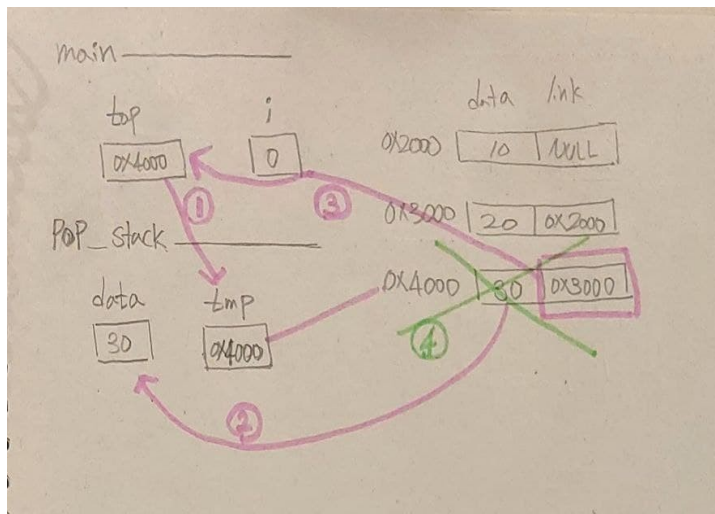 main
data link
top i
0x2000 10 NULL
0x4000 0
① ③
0x3000 20 0x2000
POP_stack
0x4000 30 0x3000
data tmp
30 0x4000
④
②